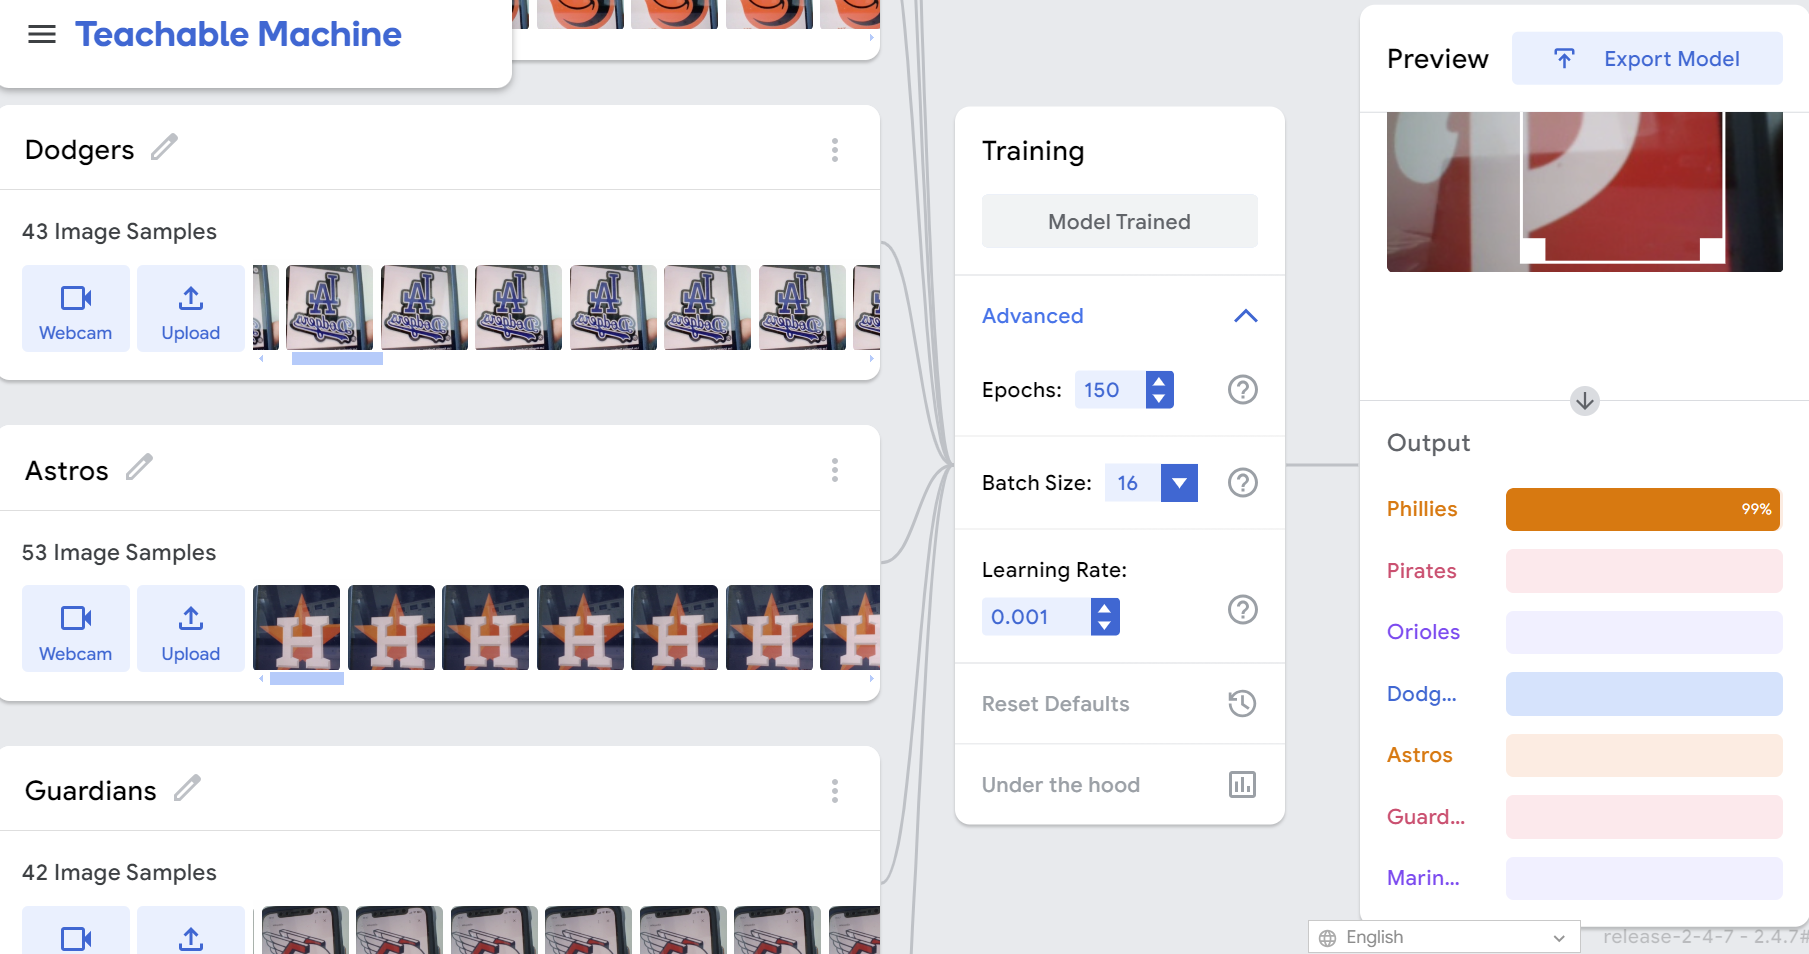 Teachable Machine
Dodgers
43 Image Samples
Webcam
Upload
Astros
53 Image Samples
Webcam
Upload
Guardians
42 Image Samples
Training
Model Trained
Advanced
Epochs: 150
Batch Size: 16
Learning Rate:
0.001
Reset Defaults
Under the hood
Preview
Export Model
Output
Phillies 99%
Pirates
Orioles
Dodg...
Astros
Guard...
Marin...
English
release-2-4-7 - 2.4.7#